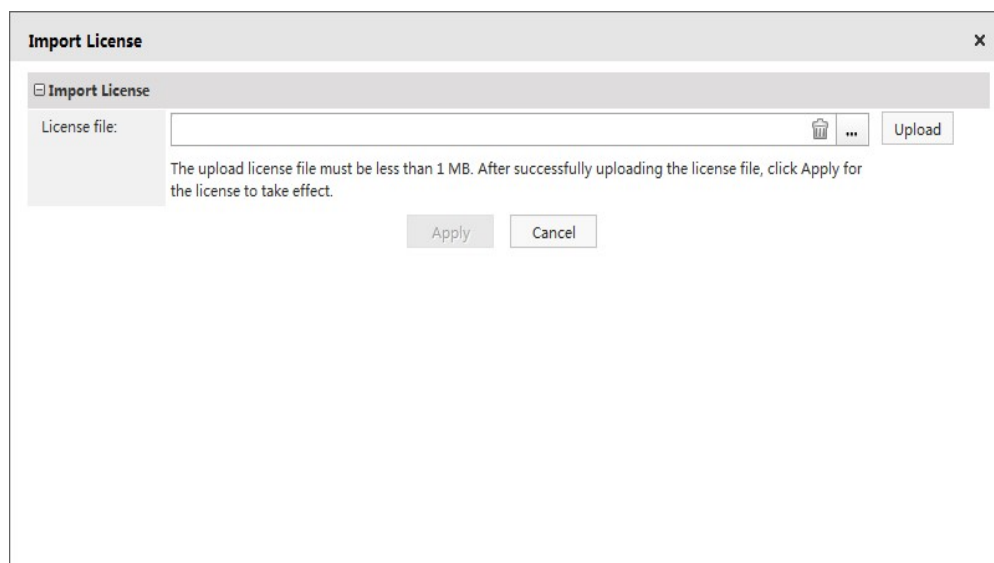 Import License
Import License
License file:
... Upload
The upload license file must be less than 1 MB. After successfully uploading the license file, click Apply for
the license to take effect.
Apply Cancel